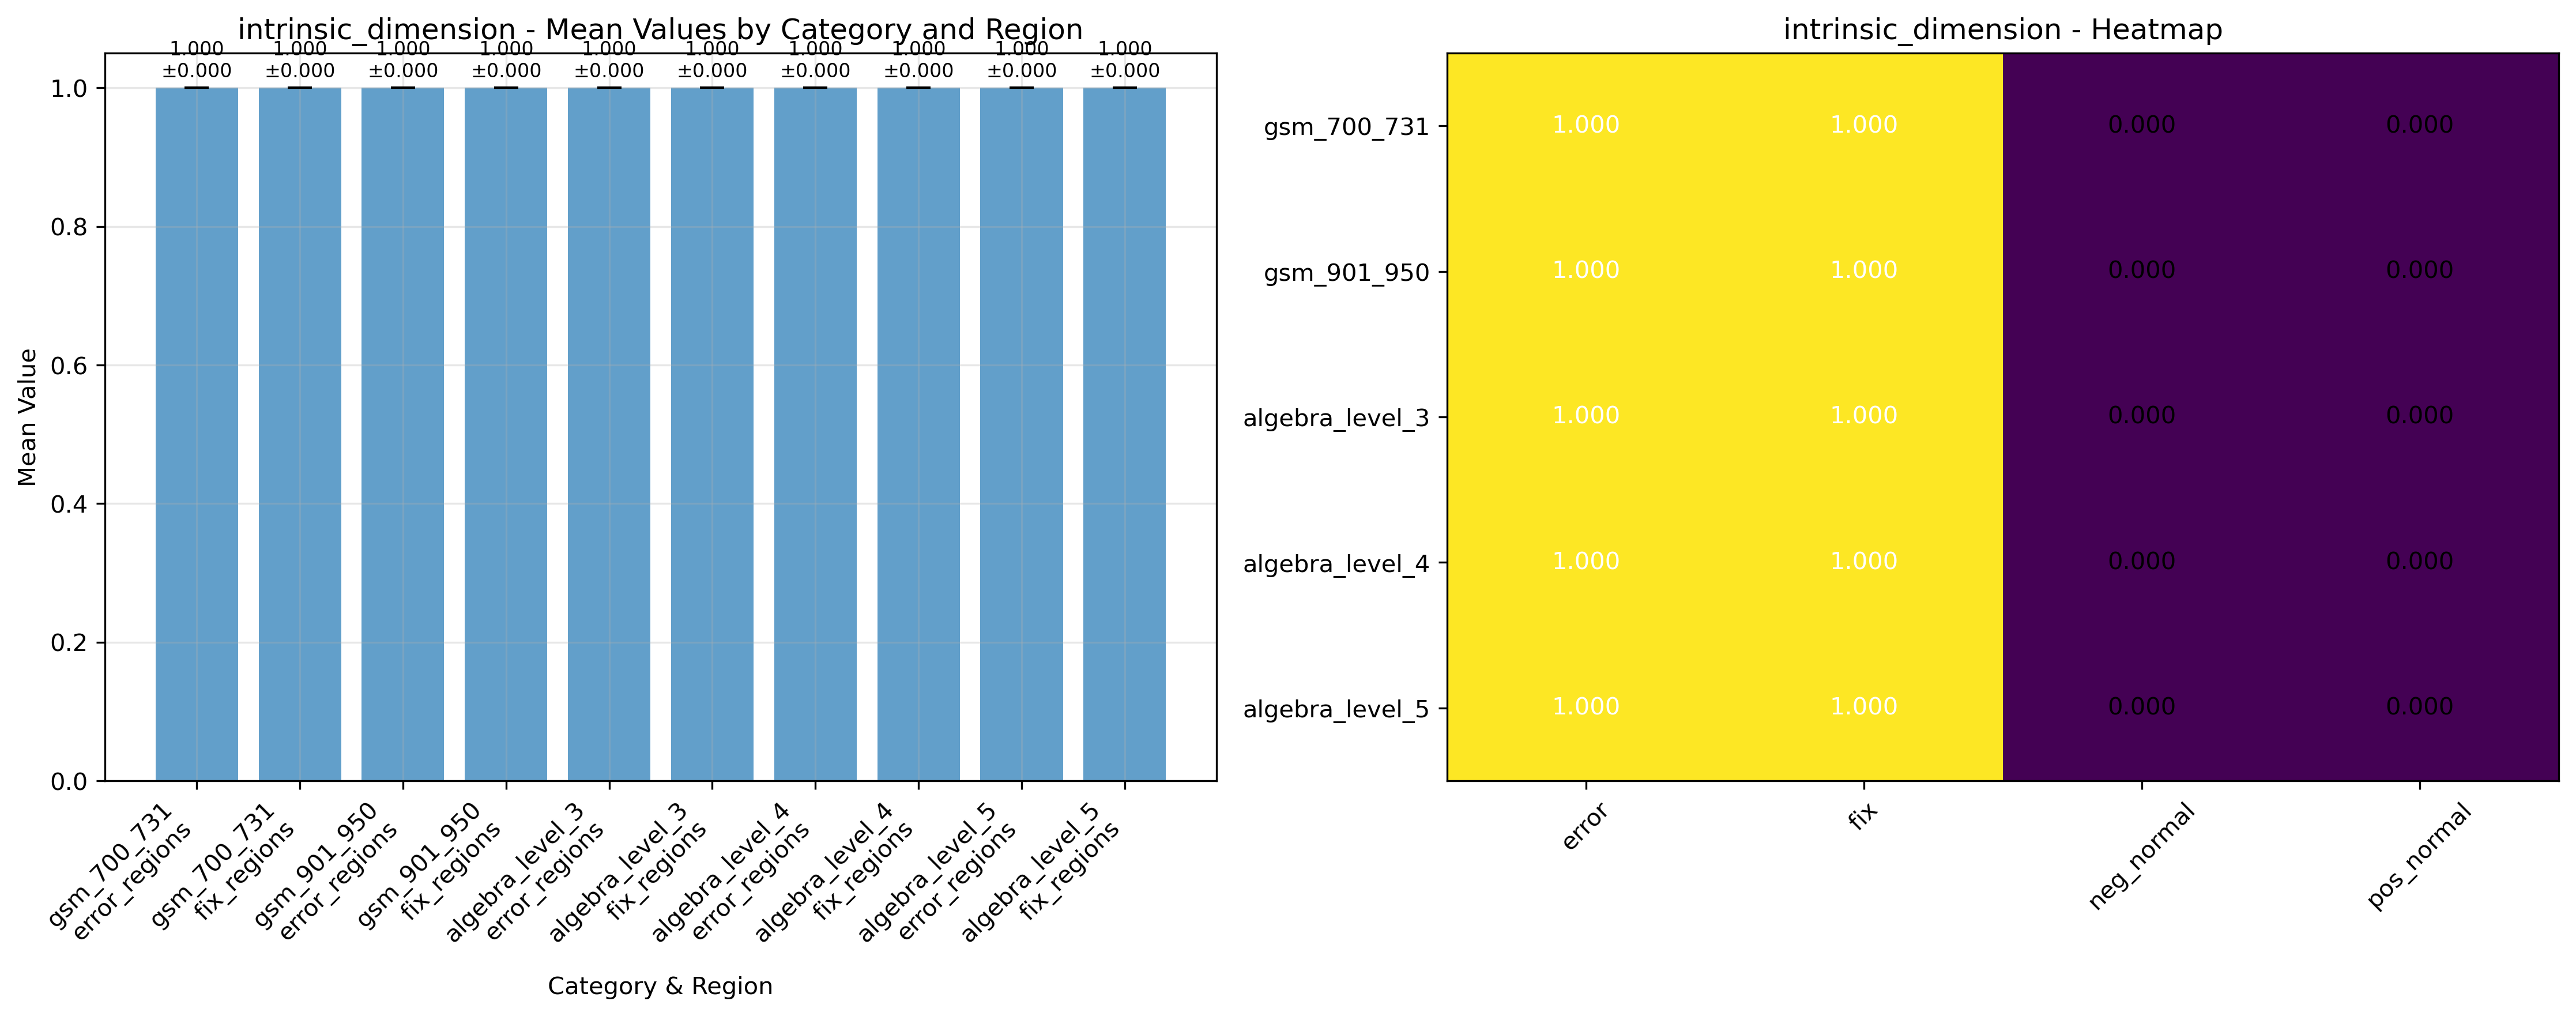 intrinsic_dimension - Mean Values by Category and Region
1.000 1.000 1.000 1.000 1.000 1.000 1.000 1.000 1.000 1.000
±0.000 ±0.000 ±0.000 ±0.000 ±0.000 ±0.000 ±0.000 ±0.000 ±0.000 ±0.000
1.0
0.8
0.6
0.4
0.2
0.0
Mean Value
gsm_700_731
error_regions
gsm_700_731
fix_regions
gsm_901_950
error_regions
gsm_901_950
fix_regions
algebra_level_3
error_regions
algebra_level_3
fix_regions
algebra_level_4
error_regions
algebra_level_4
fix_regions
algebra_level_5
error_regions
algebra_level_5
fix_regions
Category & Region
intrinsic_dimension - Heatmap
gsm_700_731 1.000 1.000 0.000 0.000
gsm_901_950 1.000 1.000 0.000 0.000
algebra_level_3 1.000 1.000 0.000 0.000
algebra_level_4 1.000 1.000 0.000 0.000
algebra_level_5 1.000 1.000 0.000 0.000
error
fix
neg_normal
pos_normal